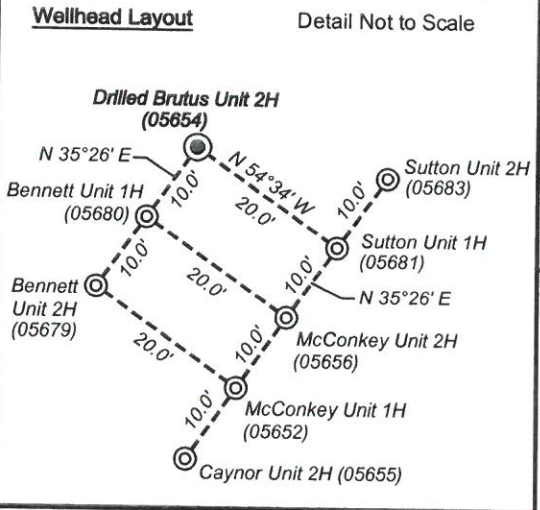 Wellhead Layout
Detail Not to Scale
Drilled Brutus Unit 2H
(05654)
N 35°26' E
10.0'
N 54°34' W
20.0'
Sutton Unit 2H
(05683)
10.0'
Bennett Unit 1H
(05680)
Sutton Unit 1H
(05681)
10.0'
20.0'
10.0'
N 35°26' E
Bennett
Unit 2H
(05679)
McConkey Unit 2H
(05656)
20.0'
10.0'
McConkey Unit 1H
(05652)
10.0'
Caynor Unit 2H (05655)